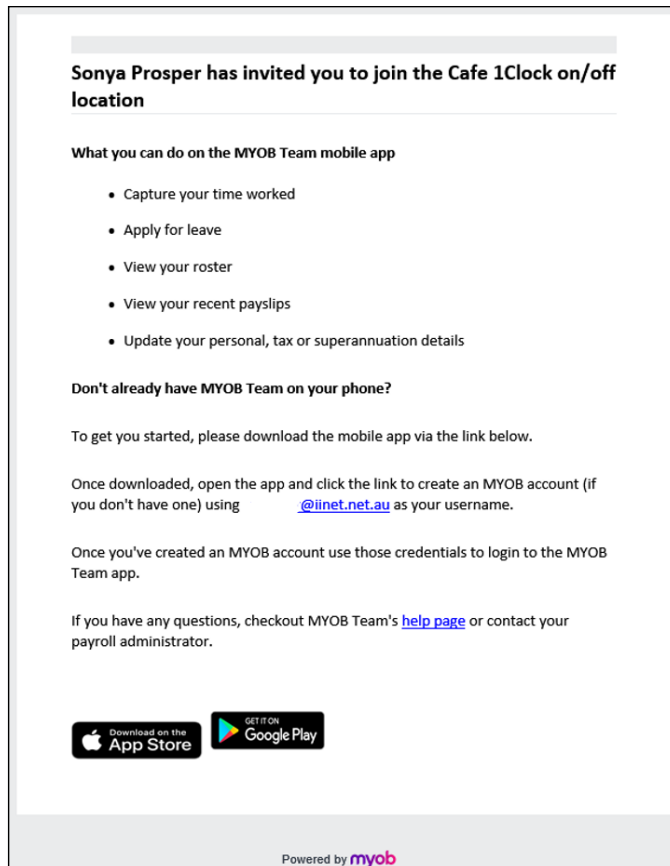 Sonya Prosper has invited you to join the Cafe 1Clock on/off
location
What you can do on the MYOB Team mobile app
• Capture your time worked
• Apply for leave
• View your roster
• View your recent payslips
• Update your personal, tax or superannuation details
Don't already have MYOB Team on your phone?
To get you started, please download the mobile app via the link below.
Once downloaded, open the app and click the link to create an MYOB account (if
you don't have one) using @iinet.net.au as your username.
Once you've created an MYOB account use those credentials to login to the MYOB
Team app.
If you have any questions, checkout MYOB Team's help page or contact your
payroll administrator.
Download on the
App Store
GET IT ON
Google Play
Powered by myob